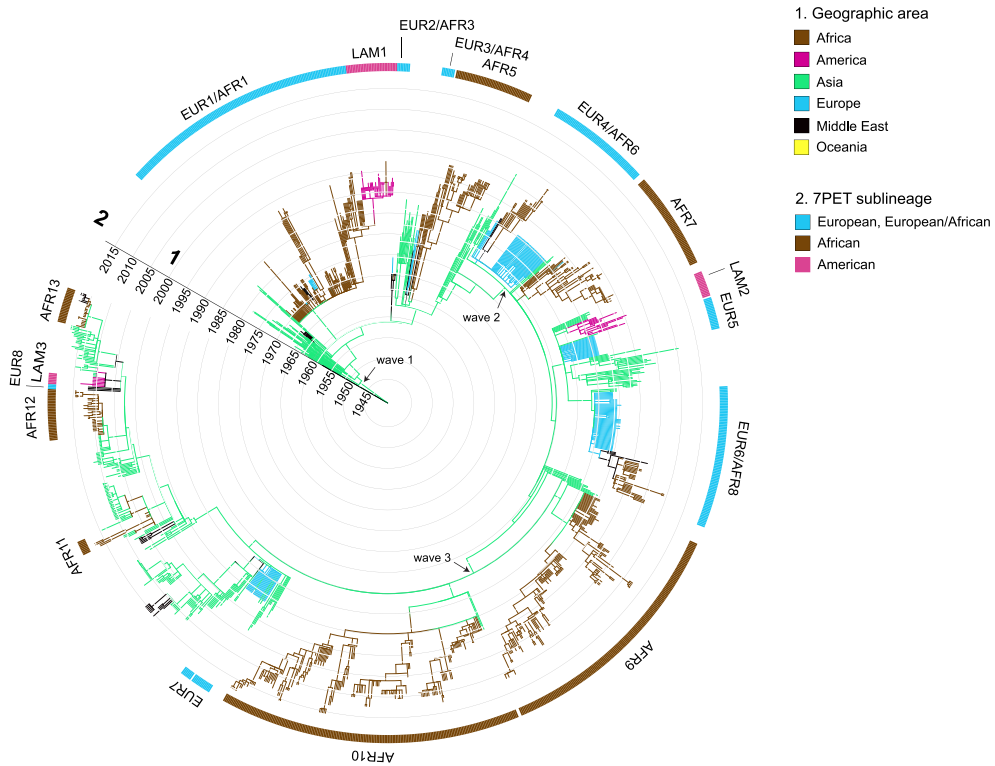 EUR2/AFR3
LAM1
EUR3/AFR4
AFR5
EUR1/AFR1
EUR4/AFR6
AFR7
LAM2
EUR5
EUR6/AFR8
AFR9
AFR10
EUR7
AFR11
AFR12
EUR8
LAM3
AFR13
2
1
2015
2010
2005
2000
1995
1990
1985
1980
1975
1970
1965
1960
1955
1950
1945
wave 1
wave 2
wave 3
1. Geographic area
Africa
America
Asia
Europe
Middle East
Oceania
2. 7PET sublineage
European, European/African
African
American